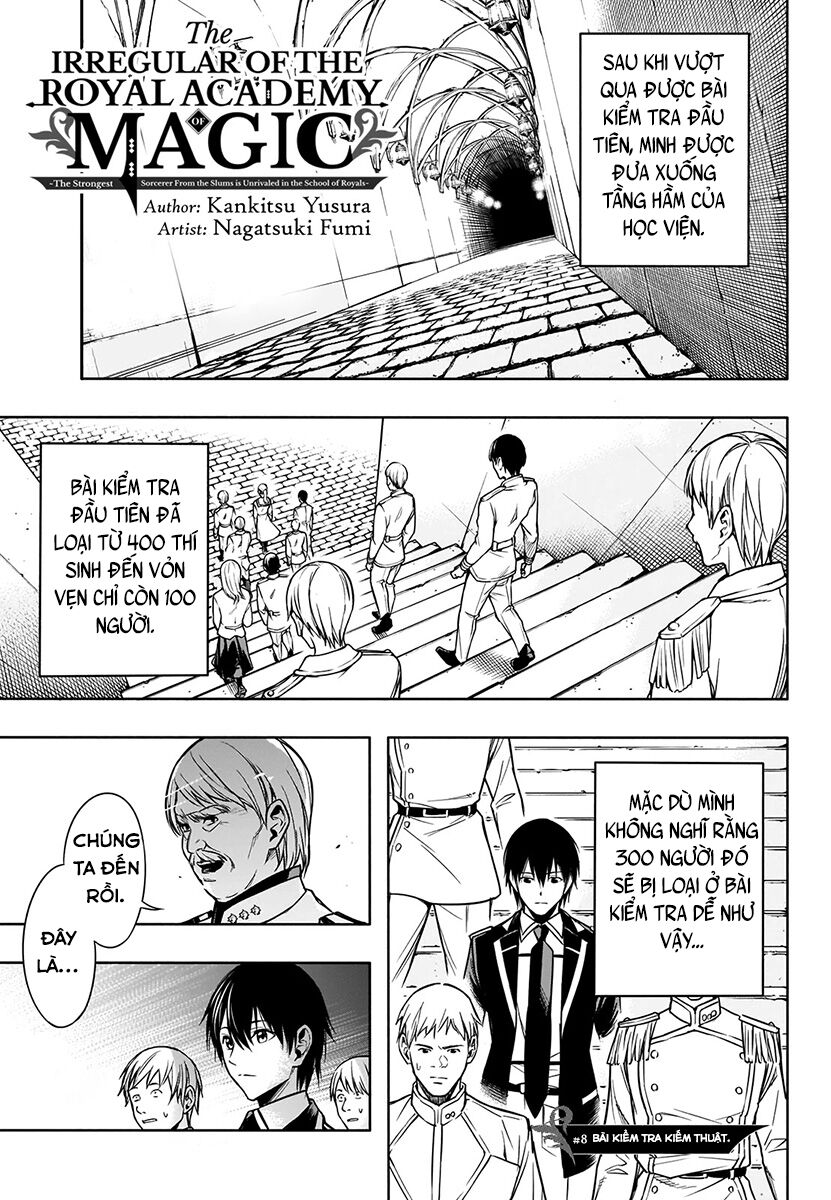 The
IRREGULAR OF THE
ROYAL ACADEMY
OF
MAGIC
-The Strongest Sorcerer From the Slums is Unrivaled in the School of Royals-
Author: Kankitsu Yusura
Artist: Nagatsuki Fumi
SAU KHI VƯỢT
QUA ĐƯỢC BÀI
KIỂM TRA ĐẦU
TIÊN, MINH ĐƯỢC
ĐƯA XUỐNG
TẦNG HẦM CỦA
HỌC VIỆN.
BÀI KIỂM TRA
ĐẦU TIÊN ĐÃ
LOẠI TỪ 400 THÍ
SINH ĐẾN VỎN
VẸN CHỈ CÒN 100
NGƯỜI.
MẶC DÙ MÌNH
KHÔNG NGHĨ RẰNG
300 NGƯỜI ĐÓ
SẼ BỊ LOẠI Ở BÀI
KIỂM TRA DỄ NHƯ
VẬY...
CHÚNG
TA ĐẾN
RỒI.
ĐÂY
LÀ...
#8 BÀI KIỂM TRA KIẾM THUẬT.